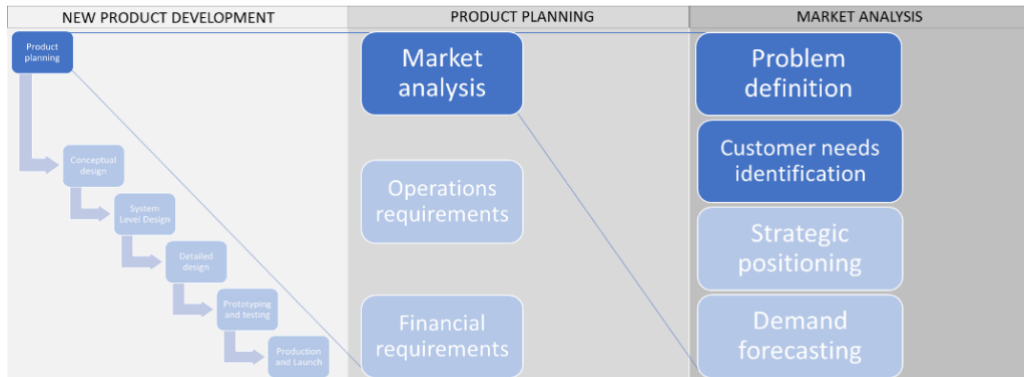 NEW PRODUCT DEVELOPMENT
PRODUCT PLANNING
MARKET ANALYSIS
Product
planning
Conceptual
design
System
Level Design
Detailed
design
Prototyping
and testing
Production
and Launch
Market
analysis
Operations
requirements
Financial
requirements
Problem
definition
Customer needs
identification
Strategic
positioning
Demand
forecasting